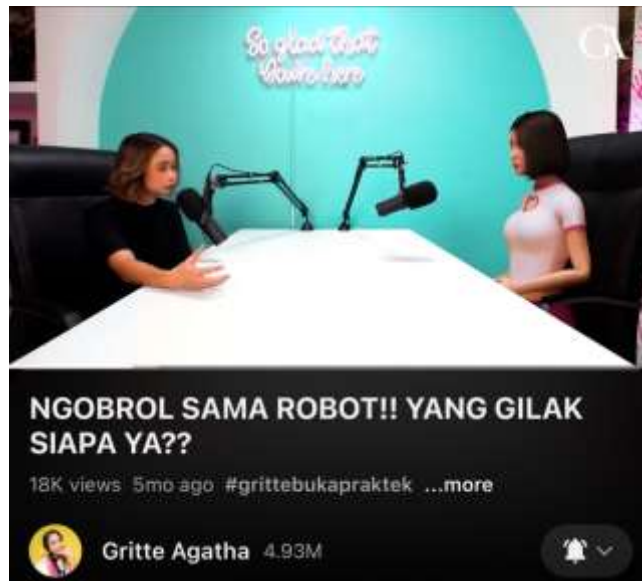 So glad that
You're here
GA
NGOBROL SAMA ROBOT!! YANG GILAK
SIAPA YA??
18K views 5mo ago #grittebukapraktek ...more
Gritte Agatha 4.93M